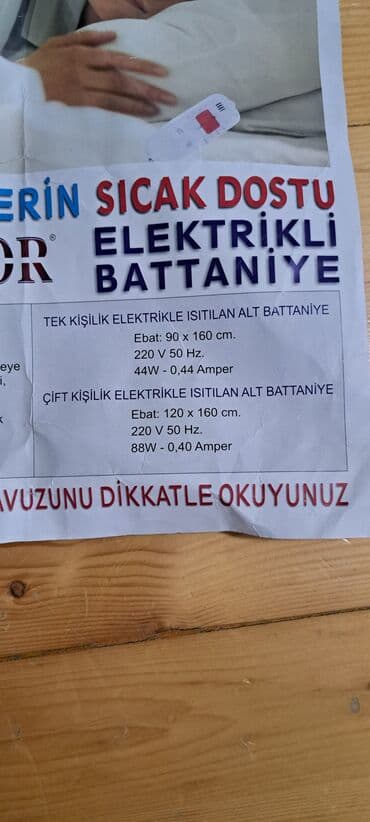 ERİN SICAK DOSTU
OR® ELEKTRİKLİ
BATTANİYE
TEK KİŞİLİK ELEKTRİKLE ISITILAN ALT BATTANİYE
Ebat: 90 x 160 cm.
220 V 50 Hz.
44W - 0,44 Amper
ÇİFT KİŞİLİK ELEKTRİKLE ISITILAN ALT BATTANİYE
Ebat: 120 x 160 cm.
220 V 50 Hz.
88W - 0,40 Amper
eye
i,
k
AVUZUNU DİKKATLE OKUYUNUZ